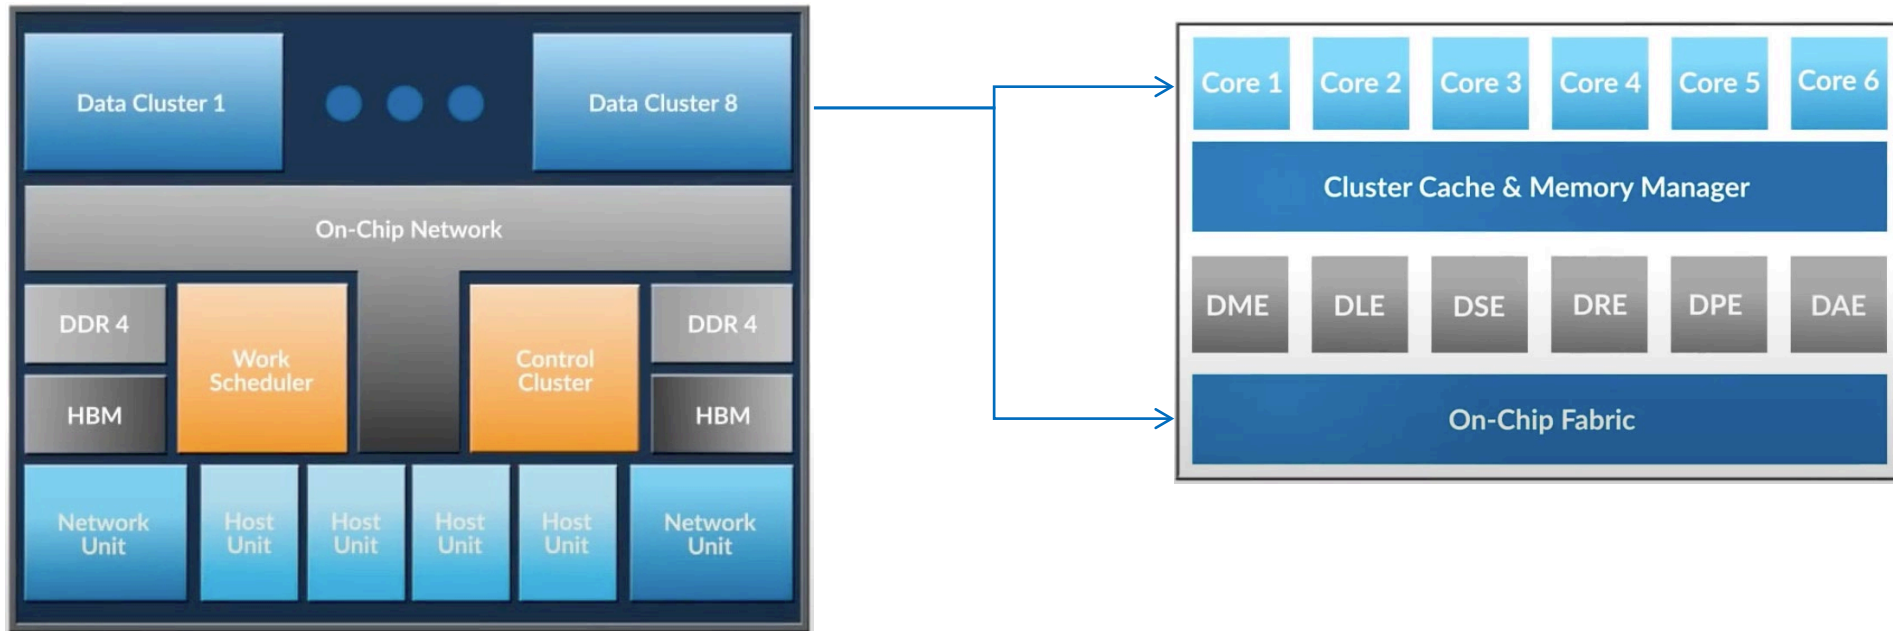 Data Cluster 1
Data Cluster 8
On-Chip Network
DDR 4
HBM
Work
Scheduler
Control
Cluster
DDR 4
HBM
Network
Unit
Host
Unit
Host
Unit
Host
Unit
Host
Unit
Network
Unit
Core 1
Core 2
Core 3
Core 4
Core 5
Core 6
Cluster Cache & Memory Manager
DME
DLE
DSE
DRE
DPE
DAE
On-Chip Fabric